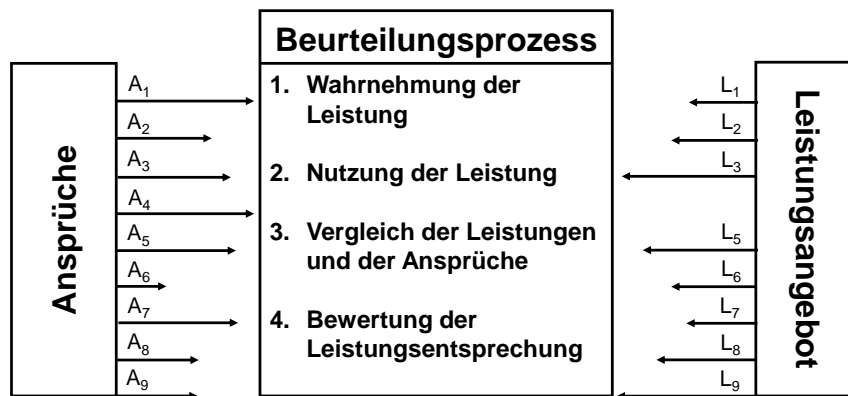 Beurteilungsprozess
Ansprüche
A1
A2
A3
A4
A5
A6
A7
A8
A9
1. Wahrnehmung der
Leistung
2. Nutzung der Leistung
3. Vergleich der Leistungen
und der Ansprüche
4. Bewertung der
Leistungsentsprechung
L1
L2
L3
L5
L6
L7
L8
L9
Leistungsangebot